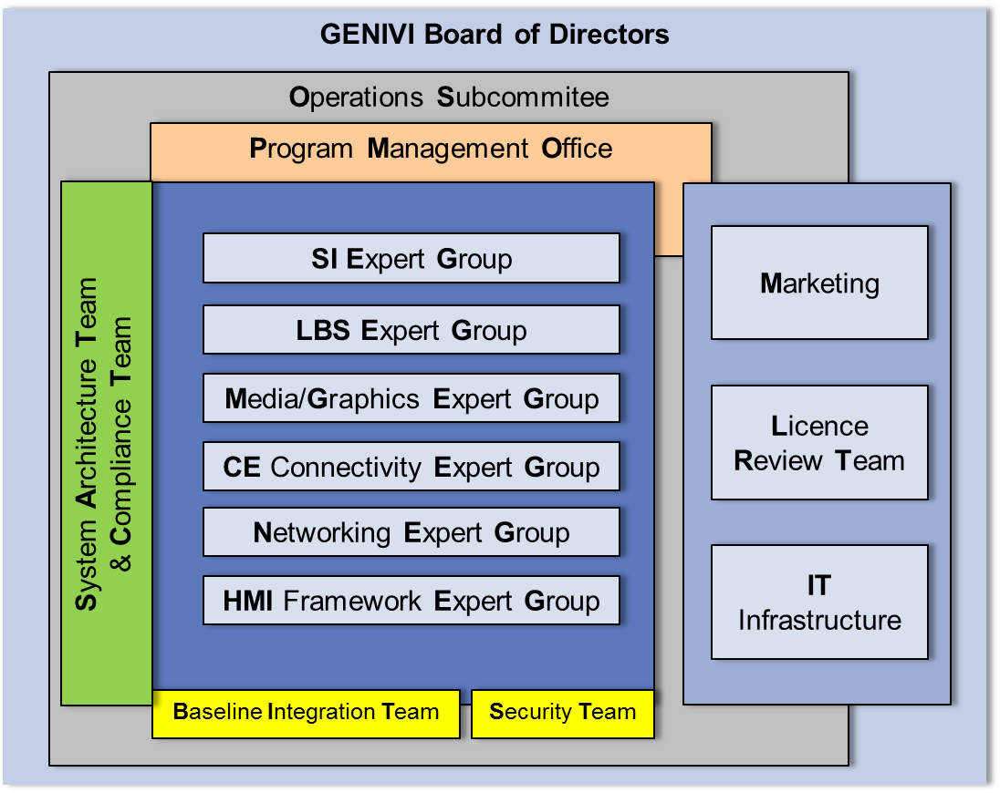 GENIVI Board of Directors
Operations Subcommitee
Program Management Office
System Architecture Team
& Compliance Team
SI Expert Group
LBS Expert Group
Media/Graphics Expert Group
CE Connectivity Expert Group
Networking Expert Group
HMI Framework Expert Group
Baseline Integration Team
Security Team
Marketing
Licence
Review Team
IT
Infrastructure